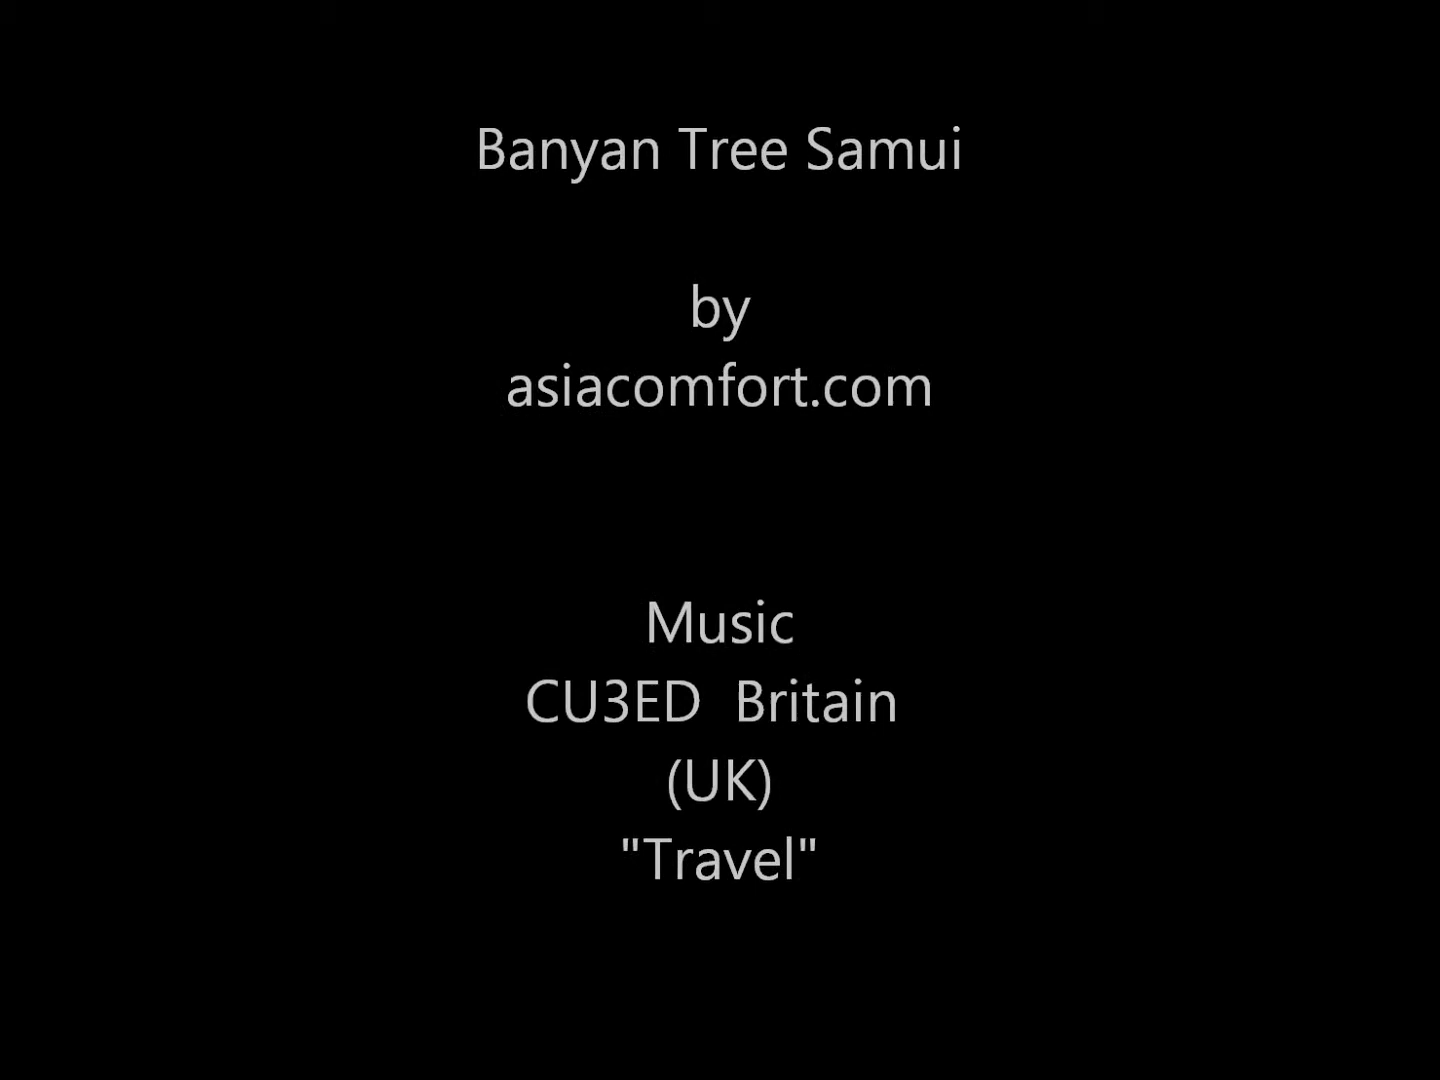 Banyan Tree Samui
by
asiacomfort.com
Music
CU3ED  Britain
(UK)
"Travel"